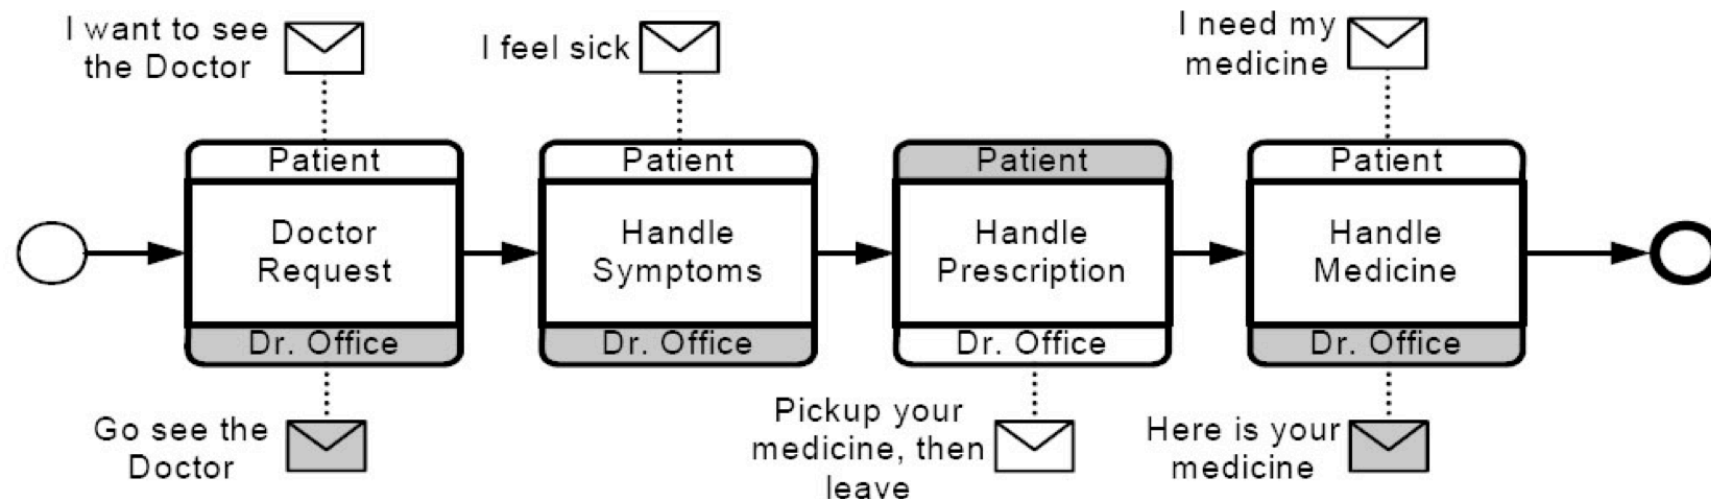 I want to see
the Doctor
I feel sick
I need my
medicine
Patient
Patient
Patient
Patient
Doctor
Request
Handle
Symptoms
Handle
Prescription
Handle
Medicine
Dr. Office
Dr. Office
Dr. Office
Dr. Office
Go see the
Doctor
Pickup your
medicine, then
leave
Here is your
medicine